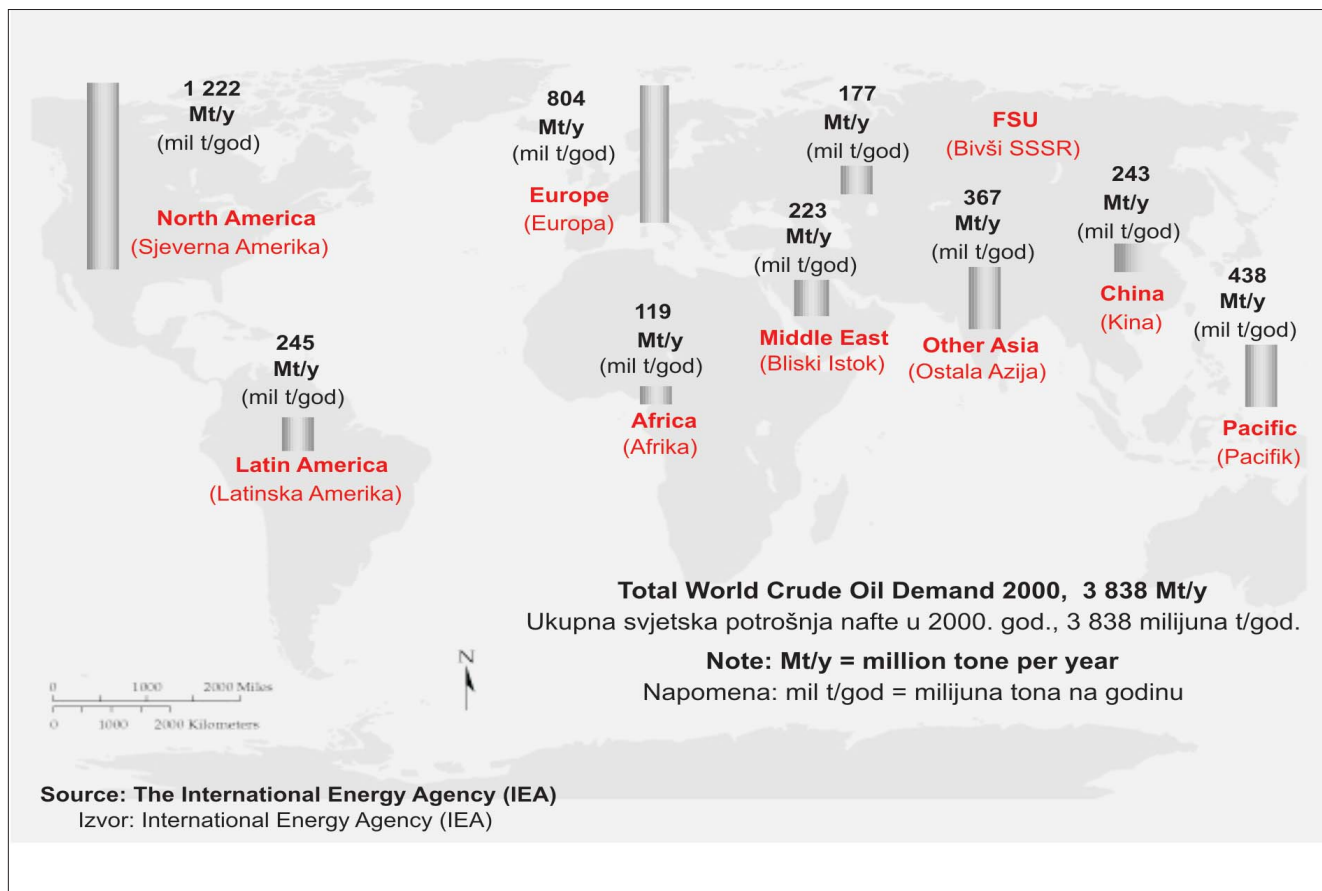 1 222
Mt/y
(mil t/god)
North America
(Sjeverna Amerika)
804
Mt/y
(mil t/god)
Europe
(Europa)
177
Mt/y
(mil t/god)
FSU
(Bivši SSSR)
223
Mt/y
(mil t/god)
Middle East
(Bliski Istok)
367
Mt/y
(mil t/god)
Other Asia
(Ostala Azija)
243
Mt/y
(mil t/god)
China
(Kina)
438
Mt/y
(mil t/god)
Pacific
(Pacifik)
245
Mt/y
(mil t/god)
Latin America
(Latinska Amerika)
119
Mt/y
(mil t/god)
Africa
(Afrika)
Total World Crude Oil Demand 2000, 3 838 Mt/y
Ukupna svjetska potrošnja nafte u 2000. god., 3 838 milijuna t/god.
Note: Mt/y = million tone per year
Napomena: mil t/god = milijuna tona na godinu
N
0 1000 2000 Miles
0 1000 2000 Kilometers
Source: The International Energy Agency (IEA)
Izvor: International Energy Agency (IEA)